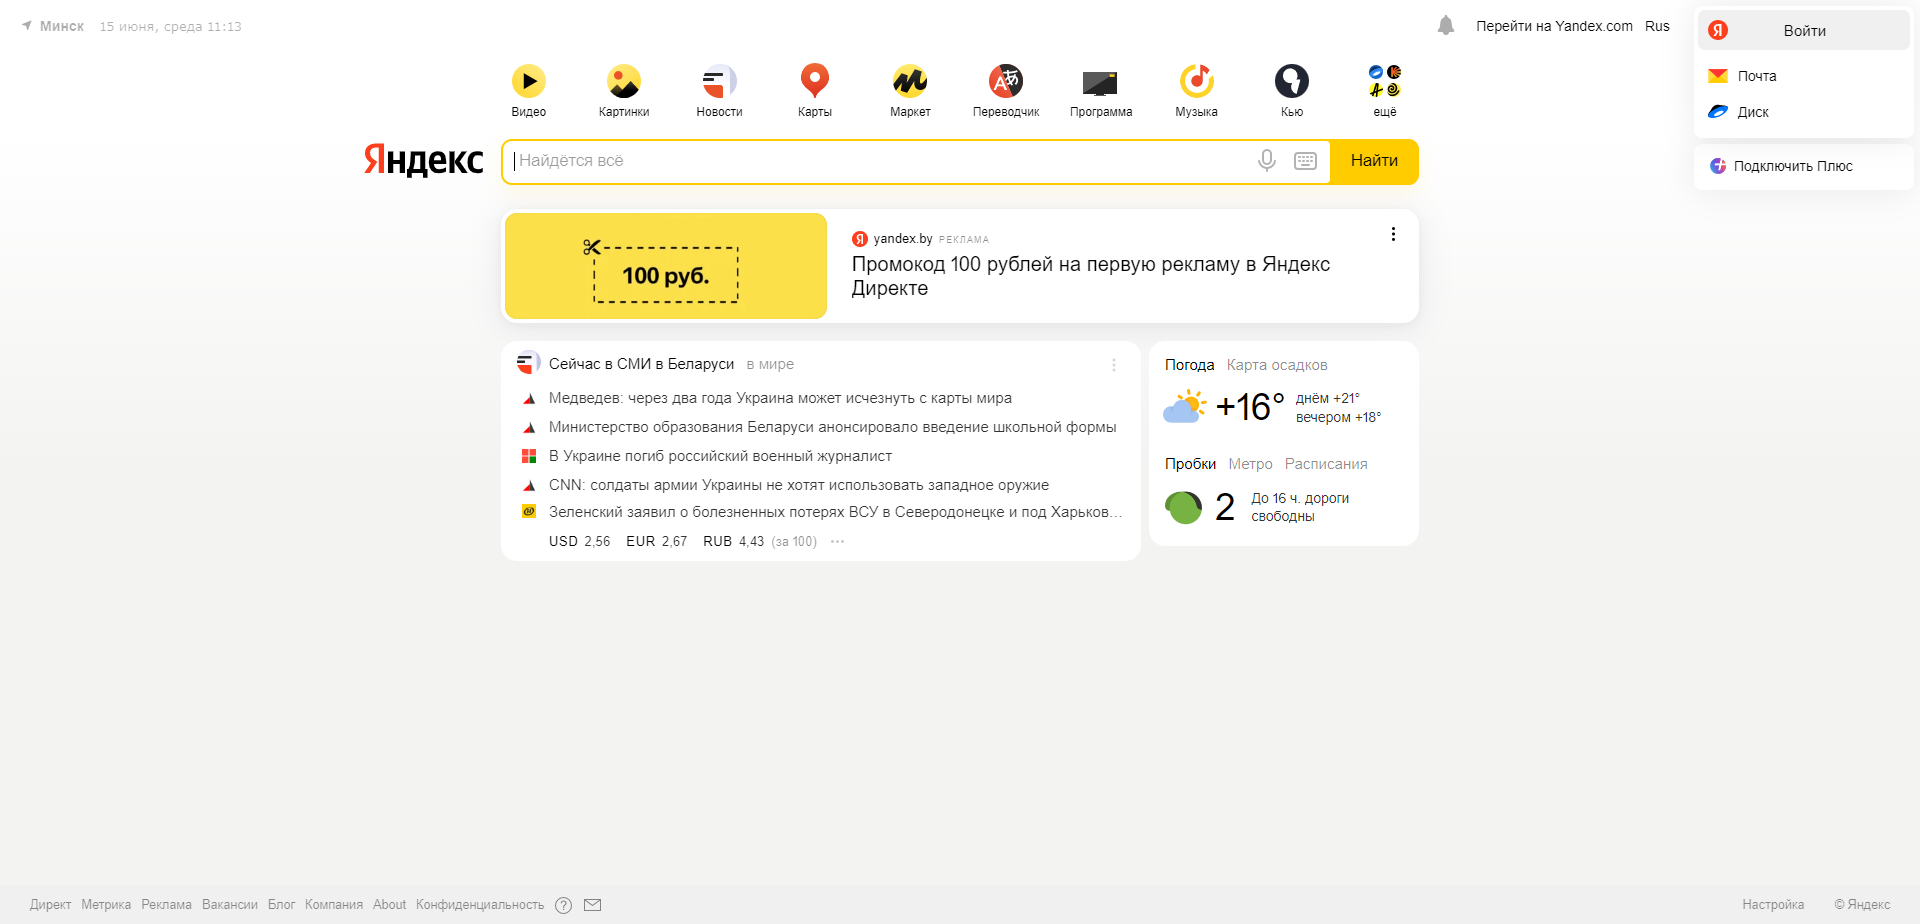 Минск 15 июня, среда 11:13
Перейти на Yandex.com Rus
Войти
Почта
Диск
Подключить Плюс
Видео Картинки Новости Карты Маркет Переводчик Программа Музыка Кью ещё
Яндекс Найдётся всё Найти
100 руб.
yandex.by РЕКЛАМА
Промокод 100 рублей на первую рекламу в Яндекс
Директе
Сейчас в СМИ в Беларуси в мире
Медведев: через два года Украина может исчезнуть с карты мира
Министерство образования Беларуси анонсировало введение школьной формы
В Украине погиб российский военный журналист
CNN: солдаты армии Украины не хотят использовать западное оружие
Зеленский заявил о болезненных потерях ВСУ в Северодонецке и под Харьков...
USD 2,56 EUR 2,67 RUB 4,43 (за 100)
Погода Карта осадков
+16° днём +21°
вечером +18°
Пробки Метро Расписания
2 До 16 ч. дороги
свободны
Директ Метрика Реклама Вакансии Блог Компания About Конфиденциальность
Настройка © Яндекс